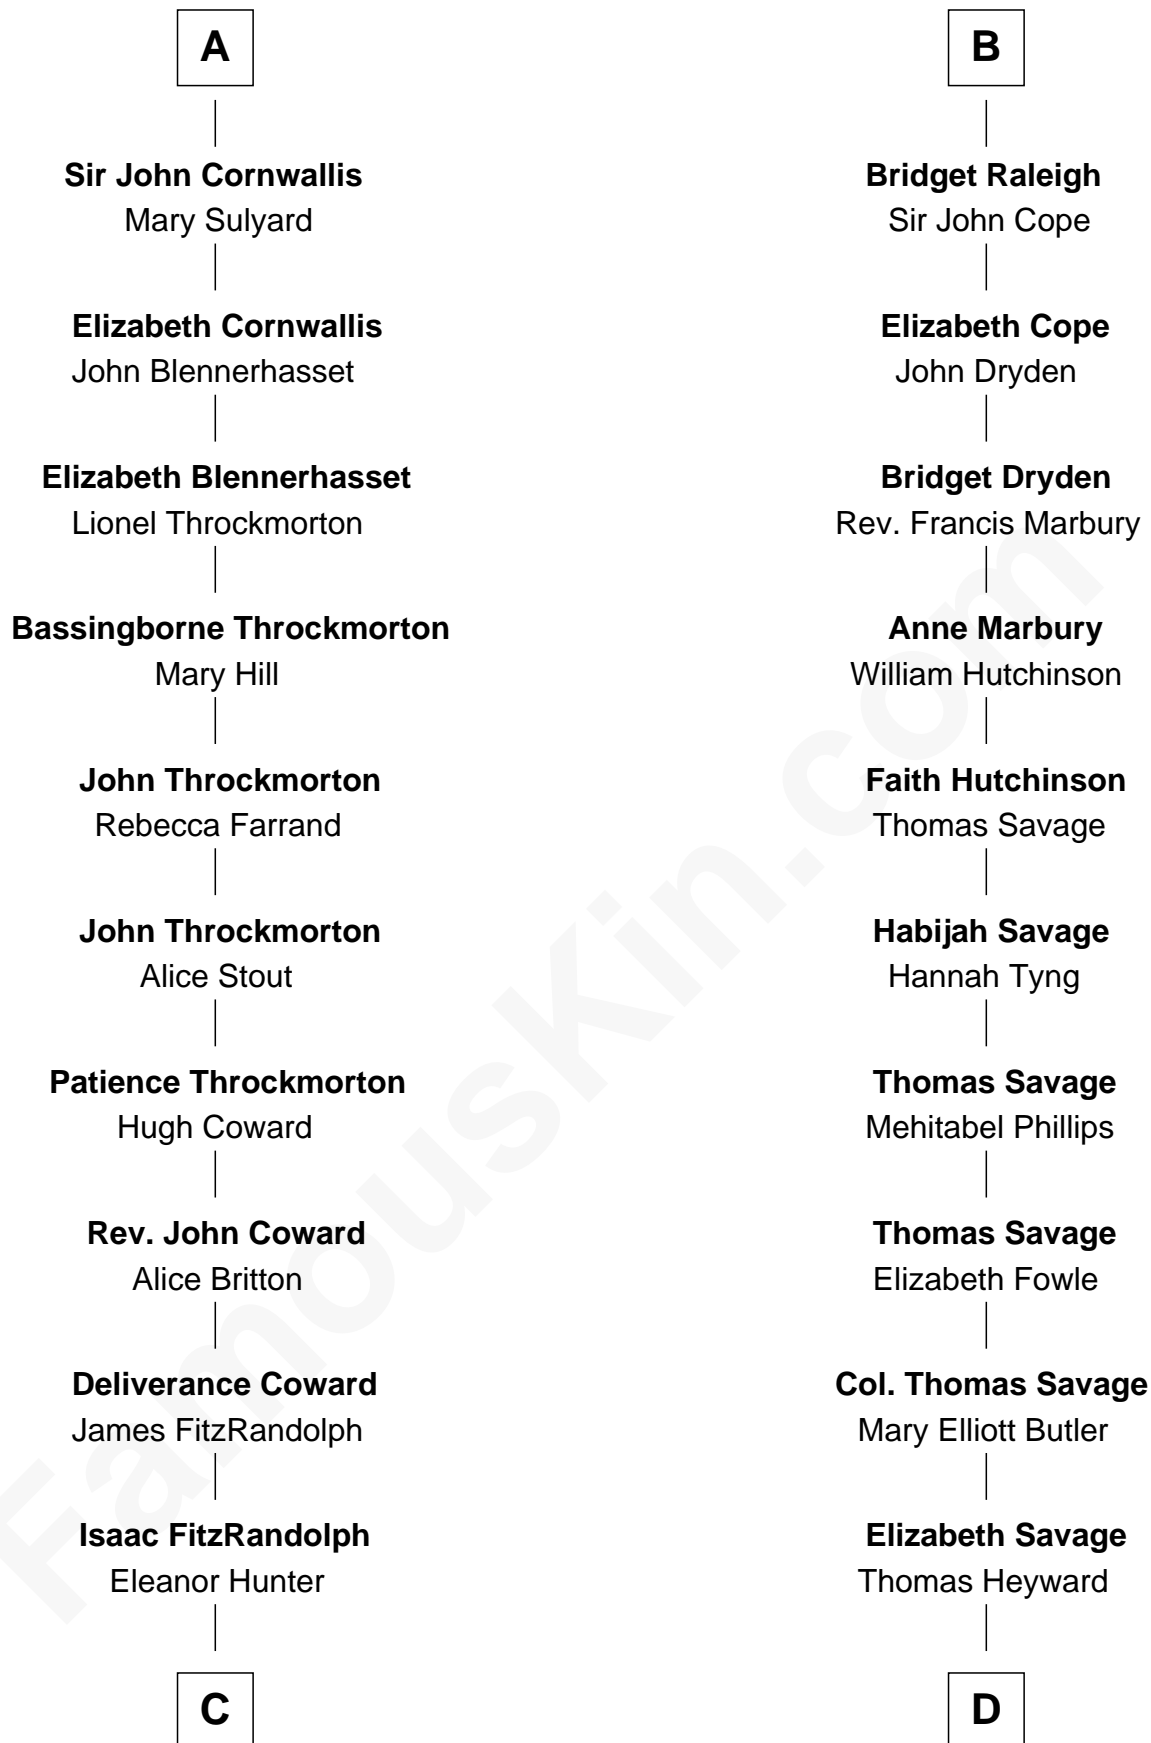 A
Sir John Cornwallis
Mary Sulyard
Elizabeth Cornwallis
John Blennerhasset
Elizabeth Blennerhasset
Lionel Throckmorton
Bassingborne Throckmorton
Mary Hill
John Throckmorton
Rebecca Farrand
John Throckmorton
Alice Stout
Patience Throckmorton
Hugh Coward
Rev. John Coward
Alice Britton
Deliverance Coward
James FitzRandolph
Isaac FitzRandolph
Eleanor Hunter
C
B
Bridget Raleigh
Sir John Cope
Elizabeth Cope
John Dryden
Bridget Dryden
Rev. Francis Marbury
Anne Marbury
William Hutchinson
Faith Hutchinson
Thomas Savage
Habijah Savage
Hannah Tyng
Thomas Savage
Mehitabel Phillips
Thomas Savage
Elizabeth Fowle
Col. Thomas Savage
Mary Elliott Butler
Elizabeth Savage
Thomas Heyward
D
FamousKin.com